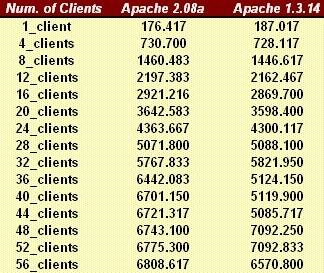 Num. of Clients Apache 2.08a Apache 1.3.14
1_client 176.417 187.017
4_clients 730.700 728.117
8_clients 1460.483 1446.617
12_clients 2197.383 2162.467
16_clients 2921.216 2869.700
20_clients 3642.583 3598.400
24_clients 4363.667 4300.117
28_clients 5071.800 5088.100
32_clients 5767.833 5821.950
36_clients 6442.083 5124.150
40_clients 6701.150 5119.900
44_clients 6721.317 5085.717
48_clients 6743.100 7092.250
52_clients 6775.300 7092.833
56_clients 6808.617 6570.800